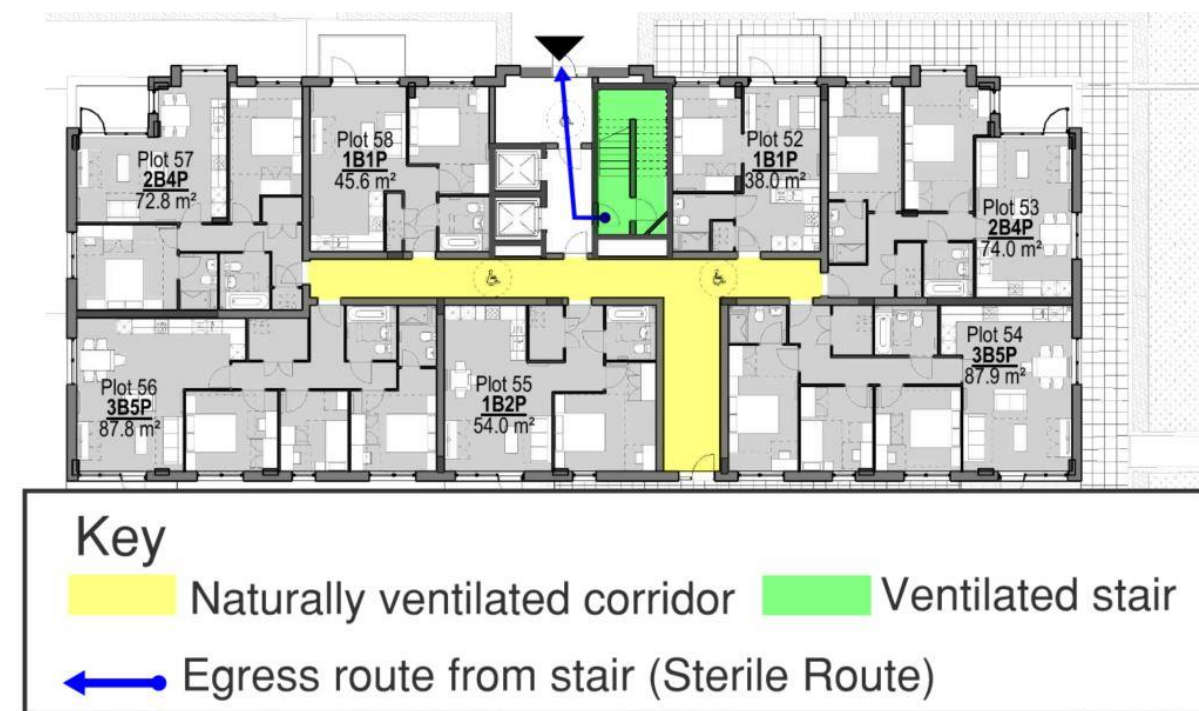 Plot 57
2B4P
72.8 m²
Plot 58
1B1P
45.6 m²
Plot 52
1B1P
38.0 m²
Plot 53
2B4P
74.0 m²
Plot 56
3B5P
87.8 m²
Plot 55
1B2P
54.0 m²
Plot 54
3B5P
87.9 m²
Key
Naturally ventilated corridor
Ventilated stair
Egress route from stair (Sterile Route)